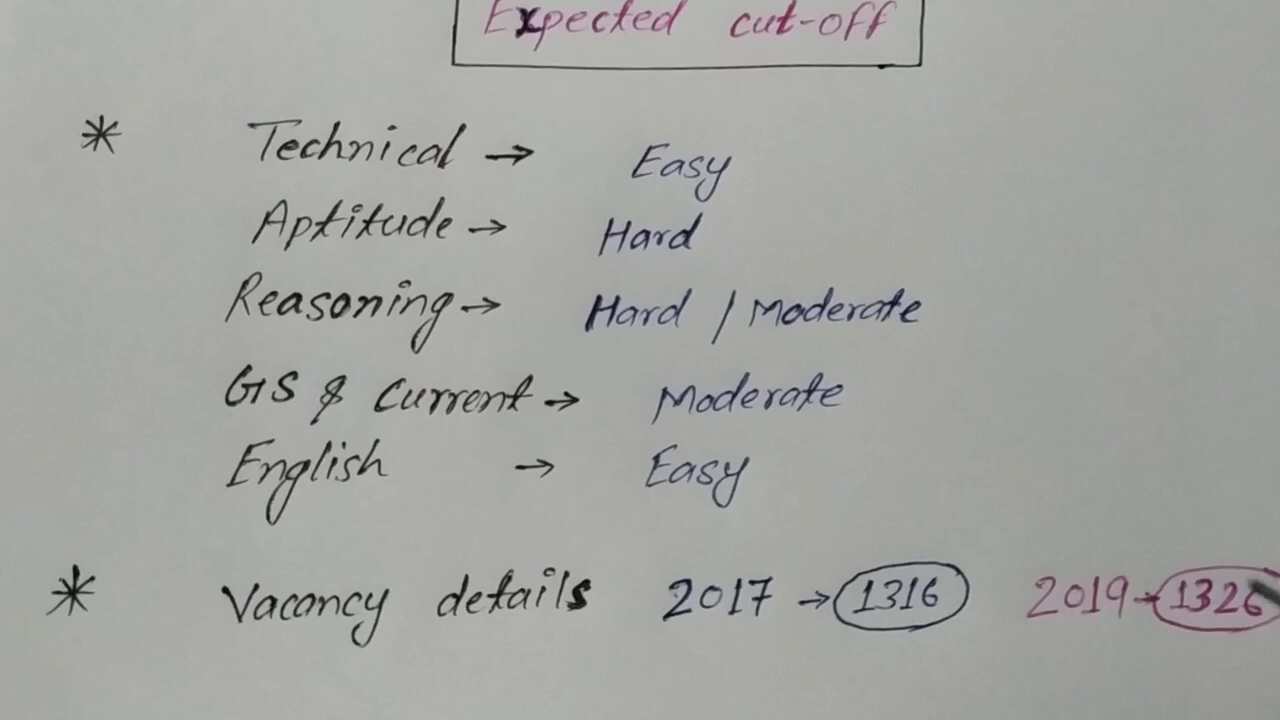 Expected cut-off
* Technical → Easy
Aptitude → Hard
Reasoning → Hard / Moderate
GS & Current → Moderate
English → Easy
* Vacancy details 2017 → 1316 2019 → 1326